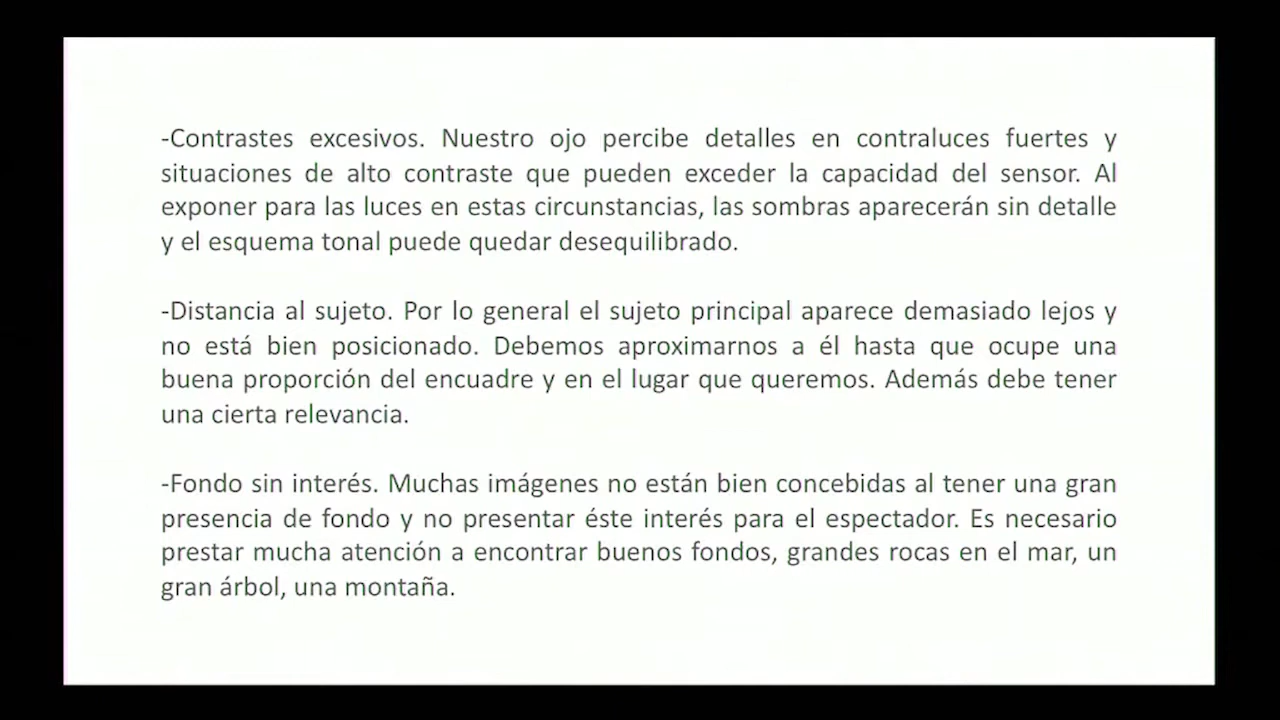 -Contrastes excesivos. Nuestro ojo percibe detalles en contraluces fuertes y
situaciones de alto contraste que pueden exceder la capacidad del sensor. Al
exponer para las luces en estas circunstancias, las sombras aparecerán sin detalle
y el esquema tonal puede quedar desequilibrado.
-Distancia al sujeto. Por lo general el sujeto principal aparece demasiado lejos y
no está bien posicionado. Debemos aproximarnos a él hasta que ocupe una
buena proporción del encuadre y en el lugar que queremos. Además debe tener
una cierta relevancia.
-Fondo sin interés. Muchas imágenes no están bien concebidas al tener una gran
presencia de fondo y no presentar éste interés para el espectador. Es necesario
prestar mucha atención a encontrar buenos fondos, grandes rocas en el mar, un
gran árbol, una montaña.